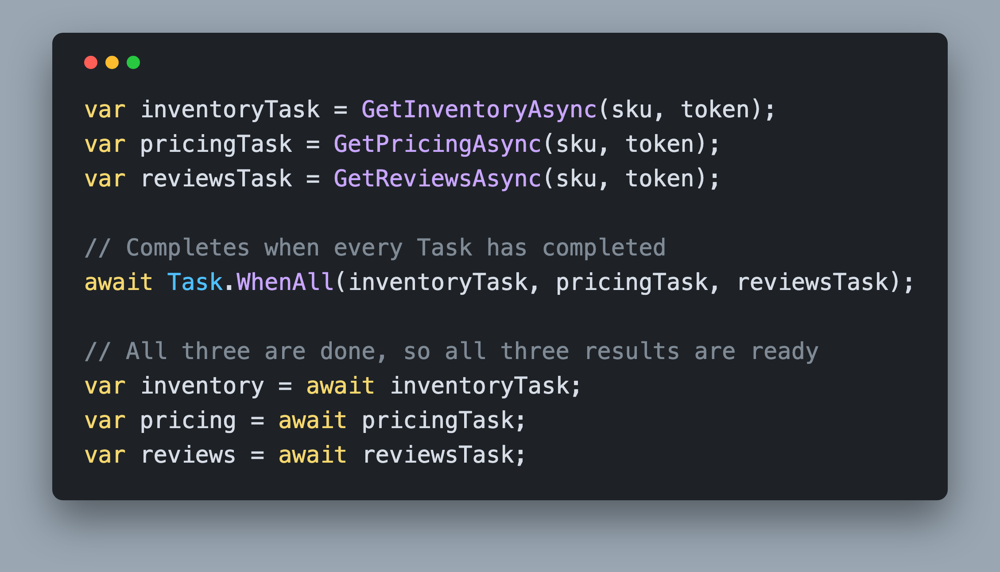 var inventoryTask = GetInventoryAsync(sku, token);
var pricingTask = GetPricingAsync(sku, token);
var reviewsTask = GetReviewsAsync(sku, token);
// Completes when every Task has completed
await Task.WhenAll(inventoryTask, pricingTask, reviewsTask);
// All three are done, so all three results are ready
var inventory = await inventoryTask;
var pricing = await pricingTask;
var reviews = await reviewsTask;